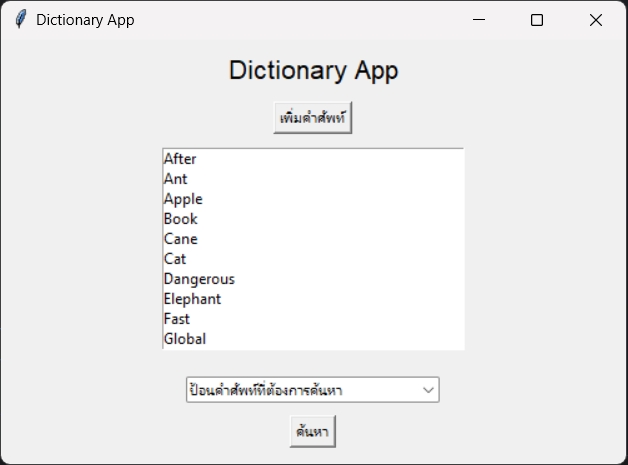 Dictionary App
Dictionary App
เพิ่มคำศัพท์
After
Ant
Apple
Book
Cane
Cat
Dangerous
Elephant
Fast
Global
ป้อนคำศัพท์ที่ต้องการค้นหา
ค้นหา